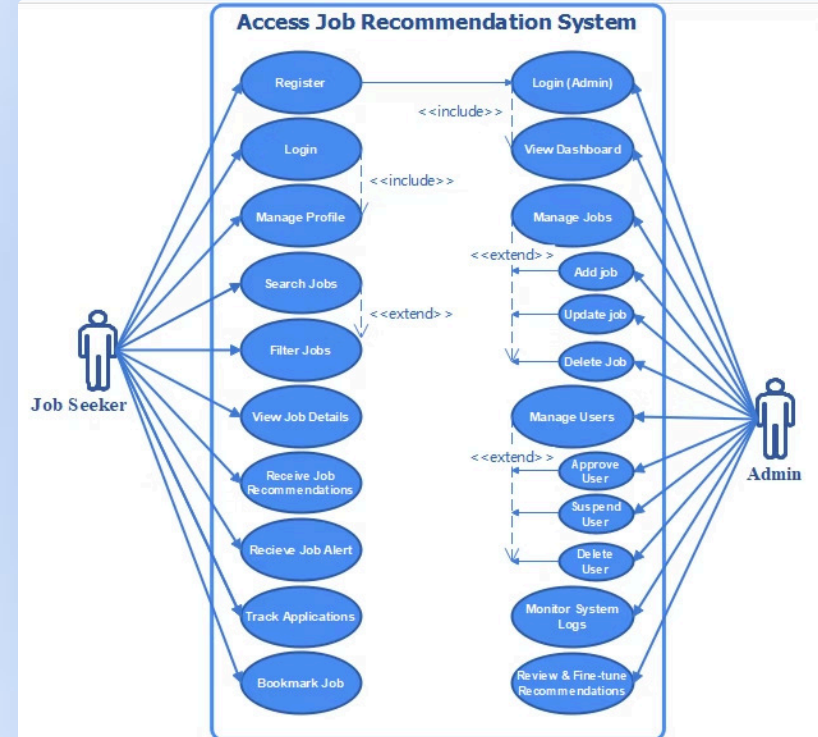 Access Job Recommendation System
Register
Login (Admin)
<<include>>
Login
View Dashboard
<<include>>
Manage Profile
Manage Jobs
<<extend>>
Search Jobs
Add job
<<extend>>
Update job
Filter Jobs
Delete Job
Job Seeker
View Job Details
Manage Users
<<extend>>
Receive Job
Recommendations
Approve
User
Admin
Suspend
User
Recieve Job Alert
Delete
User
Track Applications
Monitor System
Logs
Bookmark Job
Review & Fine-tune
Recommendations